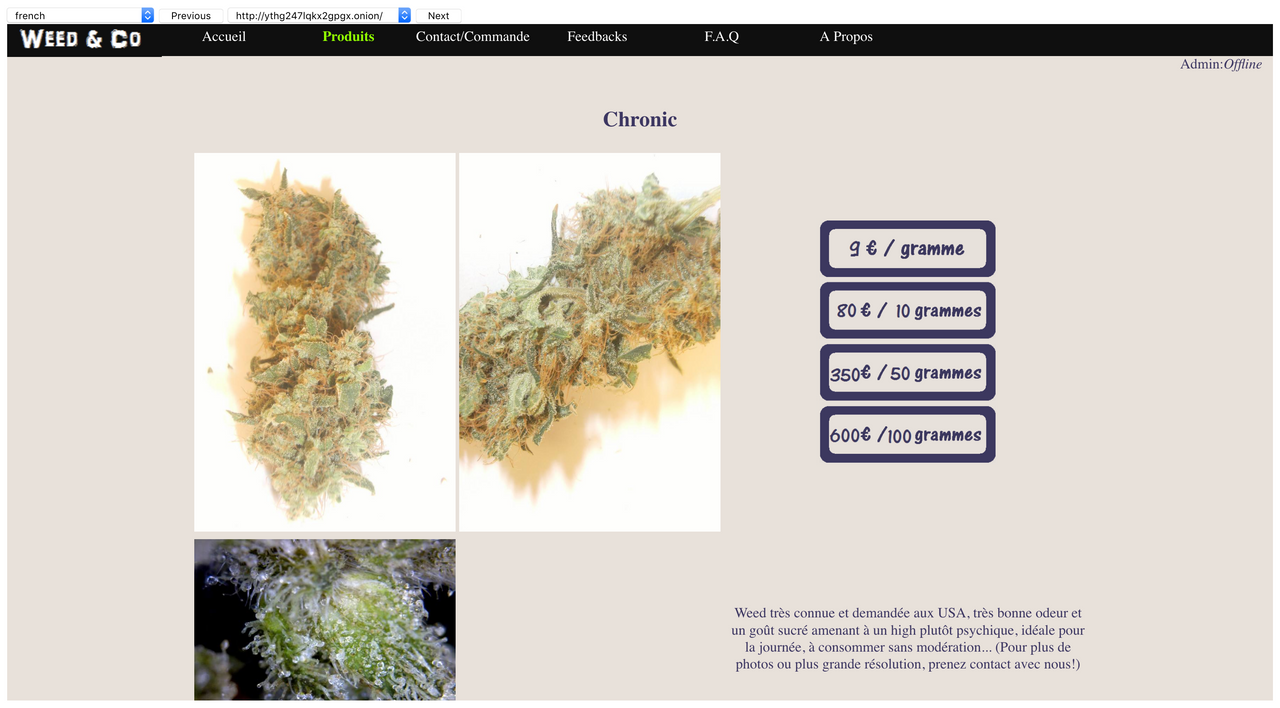 french
Previous
http://ythg247lqkx2gpgx.onion/
Next
WEED & CO
Accueil
Produits
Contact/Commande
Feedbacks
F.A.Q
A Propos
Admin:Offline
Chronic
9 € / gramme
80 € / 10 grammes
350€ / 50 grammes
600€ /100 grammes
Weed très connue et demandée aux USA, très bonne odeur et
un goût sucré amenant à un high plutôt psychique, idéale pour
la journée, à consommer sans modération... (Pour plus de
photos ou plus grande résolution, prenez contact avec nous!)